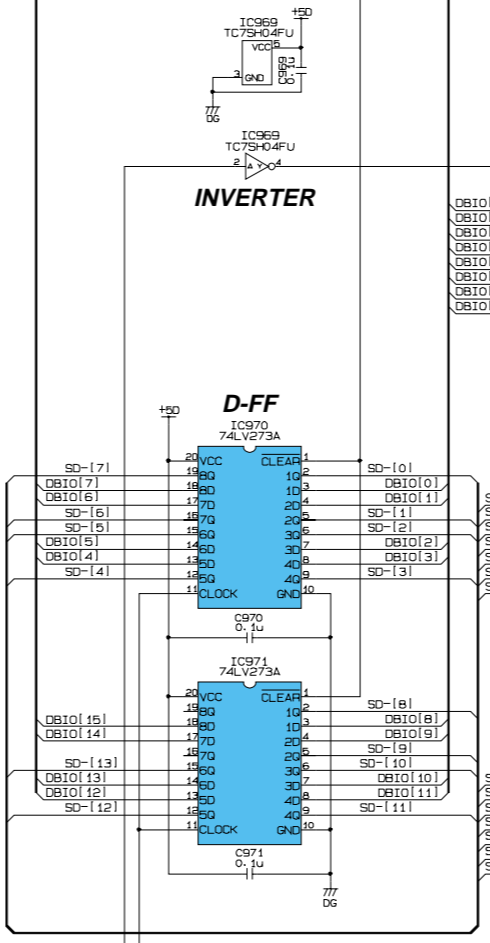 +5D
IC969
TC7SH04FU
VCC 5
C969
0.1u
3 GND
DG
IC969
TC7SH04FU
2 A Y 4
INVERTER
DBIO[
DBIO[
DBIO[
DBIO[
DBIO[
DBIO[
DBIO[
DBIO[
D-FF
+5D
IC970
74LV273A
20 VCC CLEAR 1
SD-[7] 19 8Q 1Q 2 SD-[0]
DBIO[7] 18 8D 1D 3 DBIO[0]
DBIO[6] 17 7D 2D 4 DBIO[1]
SD-[6] 16 7Q 2Q 5 SD-[1]
SD-[5] 15 6Q 3Q 6 SD-[2]
DBIO[5] 14 6D 3D 7 DBIO[2]
DBIO[4] 13 5D 4D 8 DBIO[3]
SD-[4] 12 5Q 4Q 9 SD-[3]
11 CLOCK GND 10
C970
0.1u
IC971
74LV273A
20 VCC CLEAR 1
19 8Q 1Q 2 SD-[8]
DBIO[15] 18 8D 1D 3 DBIO[8]
DBIO[14] 17 7D 2D 4 DBIO[9]
16 7Q 2Q 5 SD-[9]
SD-[13] 15 6Q 3Q 6 SD-[10]
DBIO[13] 14 6D 3D 7 DBIO[10]
DBIO[12] 13 5D 4D 8 DBIO[11]
SD-[12] 12 5Q 4Q 9 SD-[11]
11 CLOCK GND 10
C971
0.1u
DG